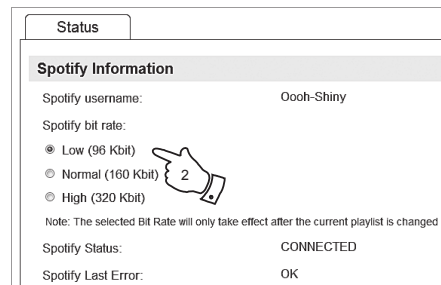 Status
Spotify Information
Spotify username: Oooh-Shiny
Spotify bit rate:
Low (96 Kbit)
Normal (160 Kbit)
2
High (320 Kbit)
Note: The selected Bit Rate will only take effect after the current playlist is changed
Spotify Status: CONNECTED
Spotify Last Error: OK